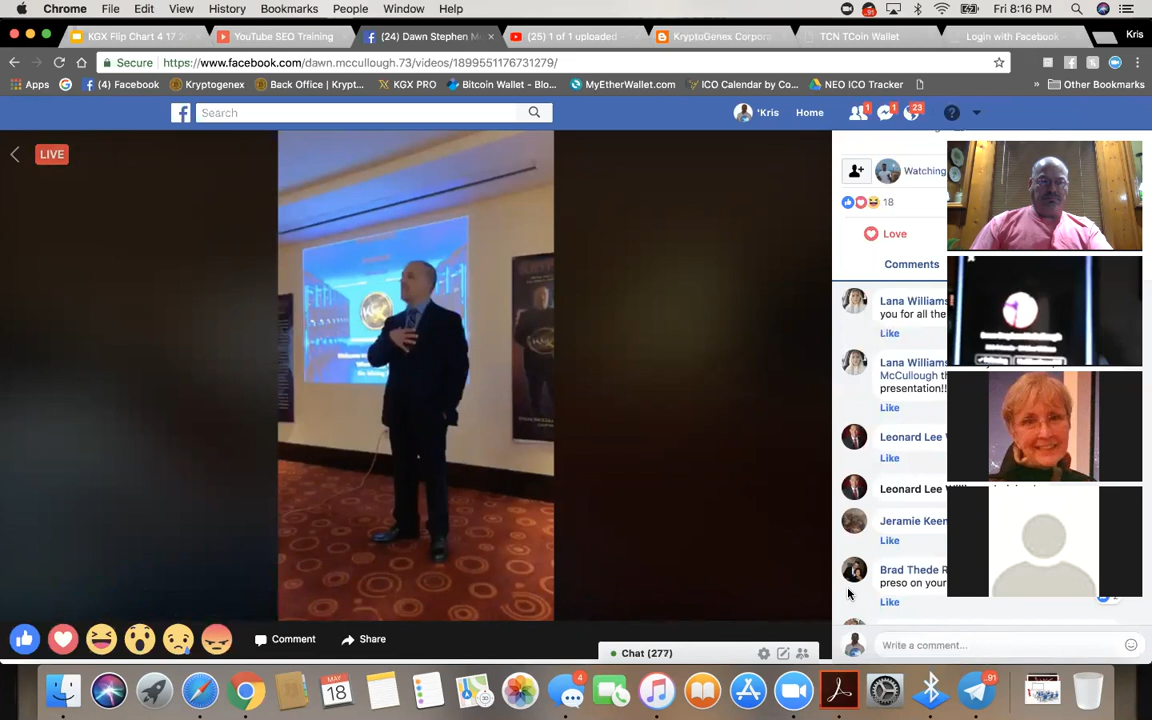 Chrome File Edit View History Bookmarks People Window Help Fri 8:16 PM
KGX Flip Chart 4 17 20 YouTube SEO Training (24) Dawn Stephen M (25) 1 of 1 uploaded KryptoGenex Corpora TCN TCoin Wallet Login with Facebook Kris
Secure https://www.facebook.com/dawn.mccullough.73/videos/1899551176731279/
Apps (4) Facebook Kryptogenex Back Office (Krypt... KGX PRO Bitcoin Wallet - Blo... MyEtherWallet.com ICO Calendar by Co... NEO ICO Tracker » Other Bookmarks
Search 'Kris Home 1 1 23
LIVE
Watching
18
Love
Comments
Lana Williams
you for all the
Like
Lana Williams
McCullough th
presentation!!
Like
Leonard Lee W
Like
Leonard Lee
Jeramie Keen
Like
Brad Thede R
preso on your
Like
Comment Share
Chat (277)
Write a comment...
MAY
18
4
91